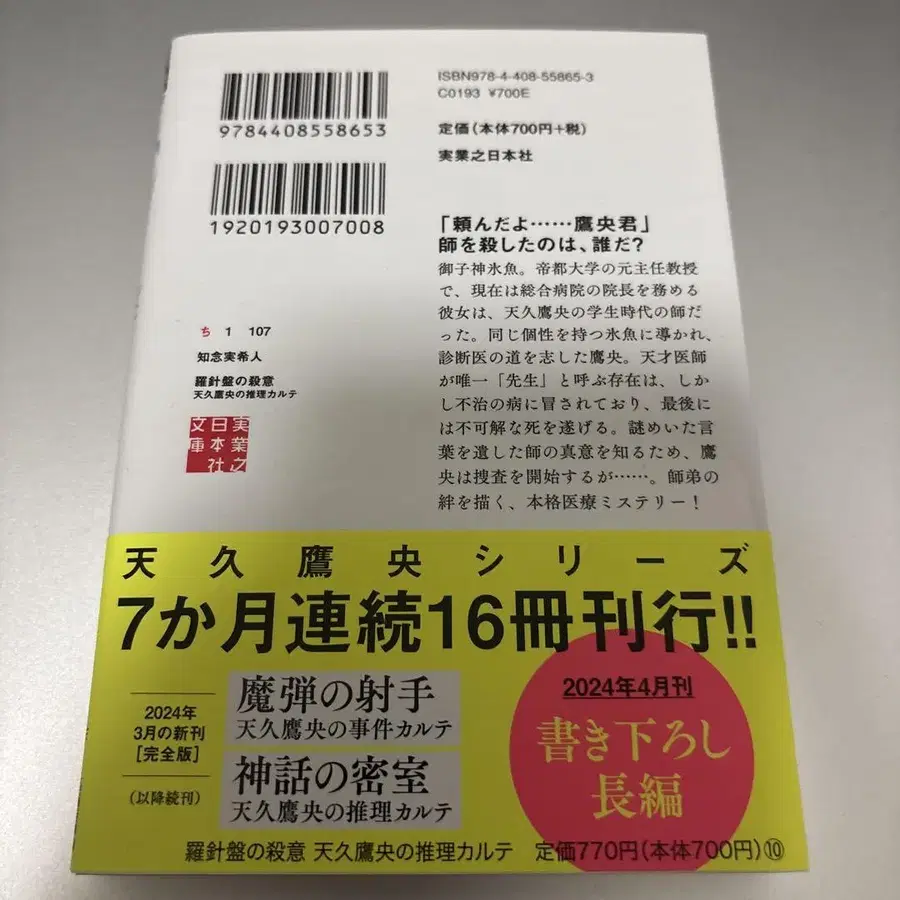 9784408558653
1920193007008
ISBN978-4-408-55865-3
C0193 ¥700E
定価(本体700円+税)
実業之日本社
「頼んだよ……鷹央君」
師を殺したのは、誰だ?
御子神氷魚。帝都大学の元主任教授
で、現在は総合病院の院長を務める
彼女は、天久鷹央の学生時代の師だ
った。同じ個性を持つ氷魚に導かれ、
診断医の道を志した鷹央。天才医師
が唯一「先生」と呼ぶ存在は、しか
し不治の病に冒されており、最後に
は不可解な死を遂げる。謎めいた言
葉を遺した師の真意を知るため、鷹
央は捜査を開始するが……。師弟の
絆を描く、本格医療ミステリー!
ち 1 107
知念実希人
羅針盤の殺意
天久鷹央の推理カルテ
実業之
日本社
文庫
天久鷹央シリーズ
7か月連続16冊刊行!!
2024年
3月の新刊
[完全版]
(以降続刊)
魔弾の射手
天久鷹央の事件カルテ
神話の密室
天久鷹央の推理カルテ
2024年4月刊
書き下ろし
長編
羅針盤の殺意 天久鷹央の推理カルテ 定価770円(本体700円)⑩